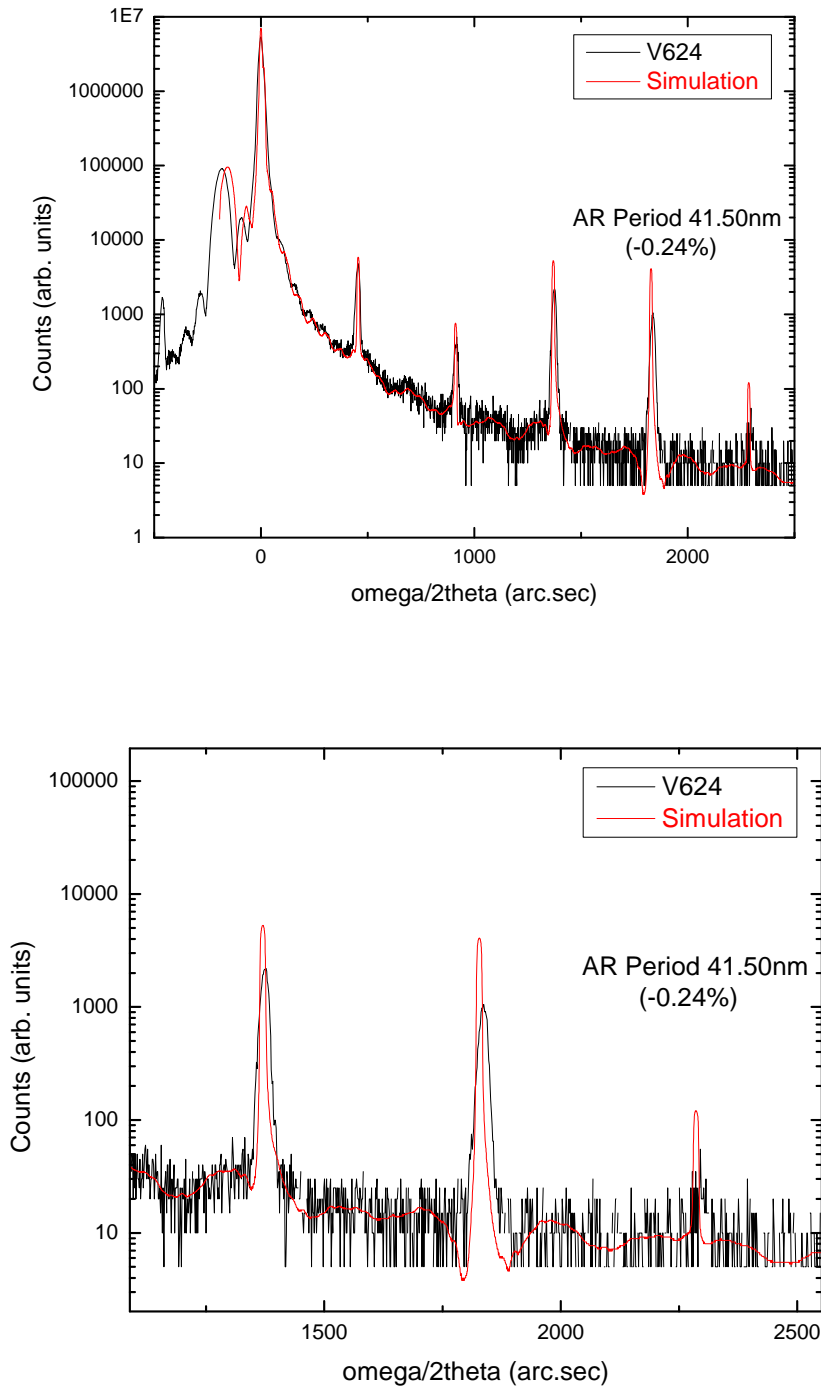 1E7
1000000
100000
10000
1000
100
10
1
Counts (arb. units)
V624
Simulation
AR Period 41.50nm
(-0.24%)
0
1000
2000
omega/2theta (arc.sec)
100000
10000
1000
100
10
Counts (arb. units)
V624
Simulation
AR Period 41.50nm
(-0.24%)
1500
2000
2500
omega/2theta (arc.sec)